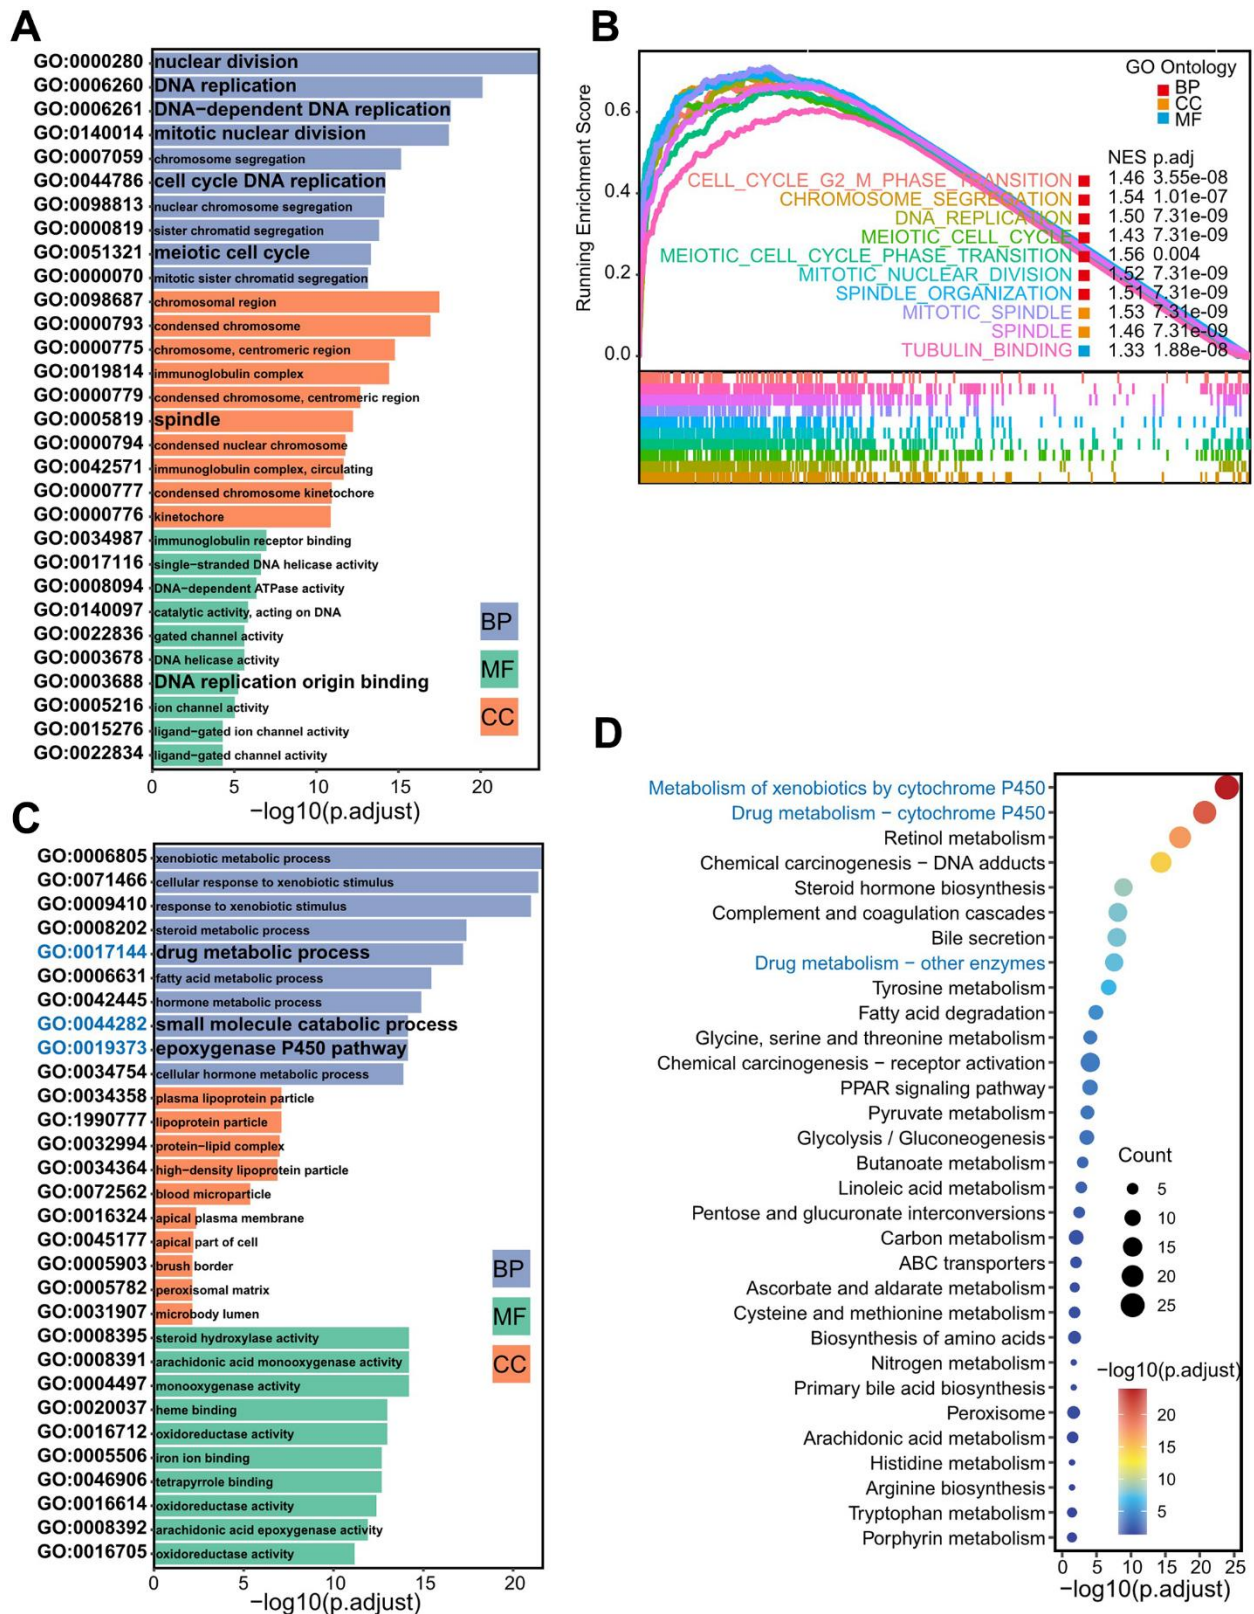 A
GO:0000280 nuclear division
GO:0006260 DNA replication
GO:0006261 DNA−dependent DNA replication
GO:0140014 mitotic nuclear division
GO:0007059 chromosome segregation
GO:0044786 cell cycle DNA replication
GO:0098813 nuclear chromosome segregation
GO:0000819 sister chromatid segregation
GO:0051321 meiotic cell cycle
GO:0000070 mitotic sister chromatid segregation
GO:0098687 chromosomal region
GO:0000793 condensed chromosome
GO:0000775 chromosome, centromeric region
GO:0019814 immunoglobulin complex
GO:0000779 condensed chromosome, centromeric region
GO:0005819 spindle
GO:0000794 condensed nuclear chromosome
GO:0042571 immunoglobulin complex, circulating
GO:0000777 condensed chromosome kinetochore
GO:0000776 kinetochore
GO:0034987 immunoglobulin receptor binding
GO:0017116 single−stranded DNA helicase activity
GO:0008094 DNA−dependent ATPase activity
GO:0140097 catalytic activity, acting on DNA
GO:0022836 gated channel activity
GO:0003678 DNA helicase activity
GO:0003688 DNA replication origin binding
GO:0005216 ion channel activity
GO:0015276 ligand−gated ion channel activity
GO:0022834 ligand−gated channel activity
BP
MF
CC
0 5 10 15 20
−log10(p.adjust)
B
Running Enrichment Score
0.6
0.4
0.2
0.0
GO Ontology
BP
CC
MF
NES p.adj
CELL_CYCLE_G2_M_PHASE_TRANSITION 1.46 3.55e-08
CHROMOSOME_SEGREGATION 1.54 1.01e-07
DNA_REPLICATION 1.50 7.31e-09
MEIOTIC_CELL_CYCLE 1.43 7.31e-09
MEIOTIC_CELL_CYCLE_PHASE_TRANSITION 1.56 0.004
MITOTIC_NUCLEAR_DIVISION 1.52 7.31e-09
SPINDLE_ORGANIZATION 1.51 7.31e-09
MITOTIC_SPINDLE 1.53 7.31e-09
SPINDLE 1.46 7.31e-09
TUBULIN_BINDING 1.33 1.88e-08
C
GO:0006805 xenobiotic metabolic process
GO:0071466 cellular response to xenobiotic stimulus
GO:0009410 response to xenobiotic stimulus
GO:0008202 steroid metabolic process
GO:0017144 drug metabolic process
GO:0006631 fatty acid metabolic process
GO:0042445 hormone metabolic process
GO:0044282 small molecule catabolic process
GO:0019373 epoxygenase P450 pathway
GO:0034754 cellular hormone metabolic process
GO:0034358 plasma lipoprotein particle
GO:1990777 lipoprotein particle
GO:0032994 protein−lipid complex
GO:0034364 high−density lipoprotein particle
GO:0072562 blood microparticle
GO:0016324 apical plasma membrane
GO:0045177 apical part of cell
GO:0005903 brush border
GO:0005782 peroxisomal matrix
GO:0031907 microbody lumen
GO:0008395 steroid hydroxylase activity
GO:0008391 arachidonic acid monooxygenase activity
GO:0004497 monooxygenase activity
GO:0020037 heme binding
GO:0016712 oxidoreductase activity
GO:0005506 iron ion binding
GO:0046906 tetrapyrrole binding
GO:0016614 oxidoreductase activity
GO:0008392 arachidonic acid epoxygenase activity
GO:0016705 oxidoreductase activity
BP
MF
CC
0 5 10 15 20
−log10(p.adjust)
D
Metabolism of xenobiotics by cytochrome P450
Drug metabolism − cytochrome P450
Retinol metabolism
Chemical carcinogenesis − DNA adducts
Steroid hormone biosynthesis
Complement and coagulation cascades
Bile secretion
Drug metabolism − other enzymes
Tyrosine metabolism
Fatty acid degradation
Glycine, serine and threonine metabolism
Chemical carcinogenesis − receptor activation
PPAR signaling pathway
Pyruvate metabolism
Glycolysis / Gluconeogenesis
Butanoate metabolism
Linoleic acid metabolism
Pentose and glucuronate interconversions
Carbon metabolism
ABC transporters
Ascorbate and aldarate metabolism
Cysteine and methionine metabolism
Biosynthesis of amino acids
Nitrogen metabolism
Primary bile acid biosynthesis
Peroxisome
Arachidonic acid metabolism
Histidine metabolism
Arginine biosynthesis
Tryptophan metabolism
Porphyrin metabolism
Count
5
10
15
20
25
−log10(p.adjust)
20
15
10
5
0 5 10 15 20 25
−log10(p.adjust)